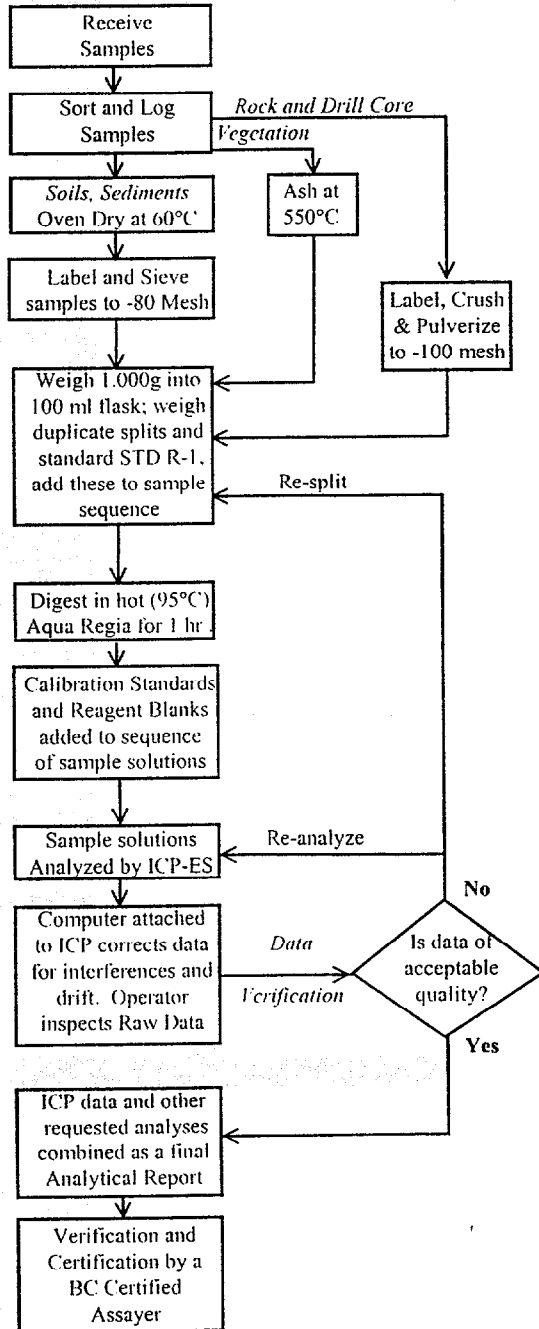 Receive
Samples
Sort and Log
Samples
Rock and Drill Core
Vegetation
Soils, Sediments
Oven Dry at 60°C
Ash at
550°C
Label and Sieve
samples to -80 Mesh
Label, Crush
& Pulverize
to -100 mesh
Weigh 1.000g into
100 ml flask; weigh
duplicate splits and
standard STD R-1,
add these to sample
sequence
Re-split
Digest in hot (95°C)
Aqua Regia for 1 hr.
Calibration Standards
and Reagent Blanks
added to sequence
of sample solutions
Sample solutions
Analyzed by ICP-ES
Re-analyze
No
Computer attached
to ICP corrects data
for interferences and
drift. Operator
inspects Raw Data
Data
Verification
Is data of
acceptable
quality?
Yes
ICP data and other
requested analyses
combined as a final
Analytical Report
Verification and
Certification by a
BC Certified
Assayer